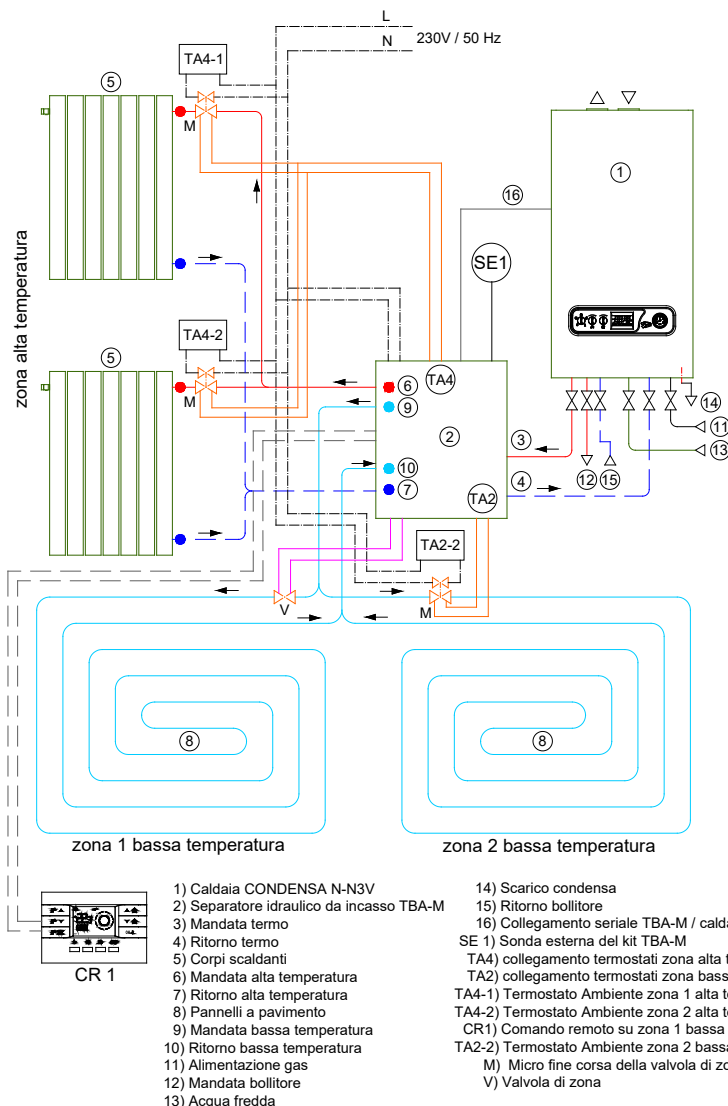 L
N
230V / 50 Hz
TA4-1
5
M
1
16
SE1
zona alta temperatura
TA4-2
5
M
6
TA4
9
2
3
10
7
4
TA2
14
11
13
12
15
TA2-2
V
M
8
8
zona 1 bassa temperatura
zona 2 bassa temperatura
CR 1
1) Caldaia CONDENSA N-N3V
2) Separatore idraulico da incasso TBA-M
3) Mandata termo
4) Ritorno termo
5) Corpi scaldanti
6) Mandata alta temperatura
7) Ritorno alta temperatura
8) Pannelli a pavimento
9) Mandata bassa temperatura
10) Ritorno bassa temperatura
11) Alimentazione gas
12) Mandata bollitore
13) Acqua fredda
14) Scarico condensa
15) Ritorno bollitore
16) Collegamento seriale TBA-M / calda
SE 1) Sonda esterna del kit TBA-M
TA4) collegamento termostati zona alta t
TA2) collegamento termostati zona bass
TA4-1) Termostato Ambiente zona 1 alta te
TA4-2) Termostato Ambiente zona 2 alta te
CR1) Comando remoto su zona 1 bassa
TA2-2) Termostato Ambiente zona 2 bassa
M) Micro fine corsa della valvola di zo
V) Valvola di zona